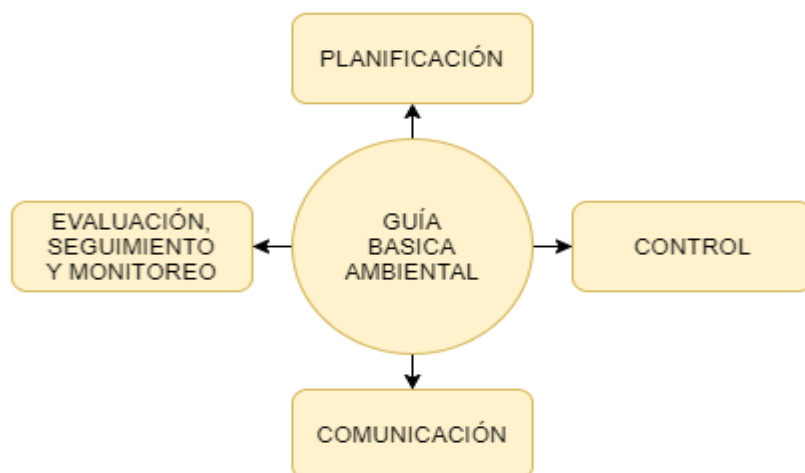 PLANIFICACIÓN
EVALUACIÓN,
SEGUIMIENTO
Y MONITOREO
GUÍA
BASICA
AMBIENTAL
CONTROL
COMUNICACIÓN